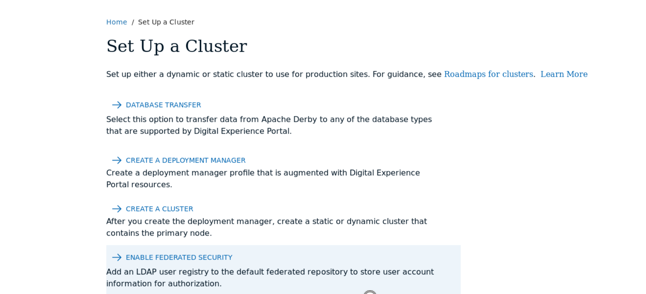 Home / Set Up a Cluster
Set Up a Cluster
Set up either a dynamic or static cluster to use for production sites. For guidance, see Roadmaps for clusters. Learn More
DATABASE TRANSFER
Select this option to transfer data from Apache Derby to any of the database types
that are supported by Digital Experience Portal.
CREATE A DEPLOYMENT MANAGER
Create a deployment manager profile that is augmented with Digital Experience
Portal resources.
CREATE A CLUSTER
After you create the deployment manager, create a static or dynamic cluster that
contains the primary node.
ENABLE FEDERATED SECURITY
Add an LDAP user registry to the default federated repository to store user account
information for authorization.